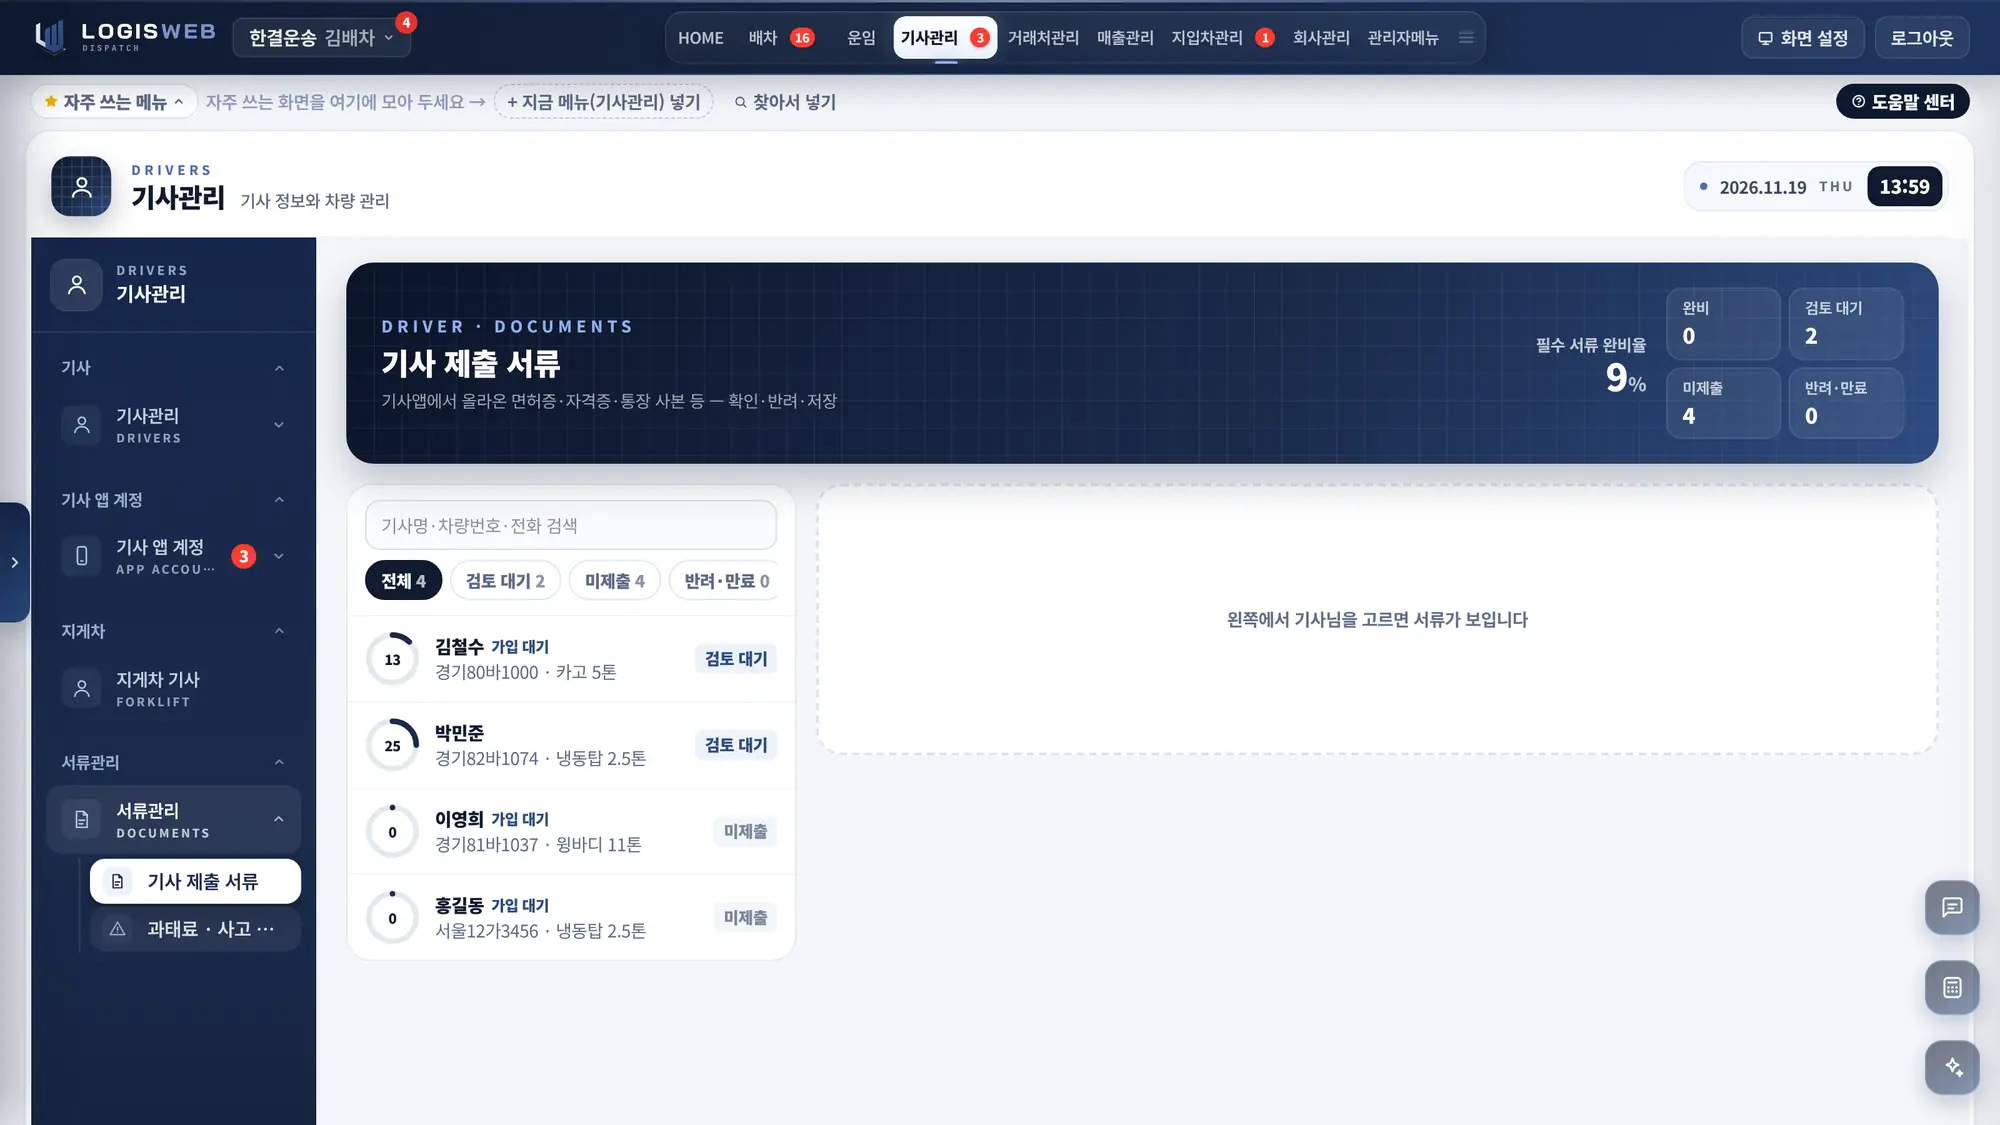 LOGISWEB
DISPATCH
한결운송 김배차
4
HOME
배차 16
운임
기사관리 3
거래처관리
매출관리
지입차관리 1
회사관리
관리자메뉴
화면 설정
로그아웃
자주 쓰는 메뉴
자주 쓰는 화면을 여기에 모아 두세요 →
+ 지금 메뉴(기사관리) 넣기
찾아서 넣기
도움말 센터
DRIVERS
기사관리 기사 정보와 차량 관리
2026.11.19 THU 13:59
DRIVERS
기사관리
기사
기사관리
DRIVERS
기사 앱 계정
기사 앱 계정
APP ACCOU···
3
지게차
지게차 기사
FORKLIFT
서류관리
서류관리
DOCUMENTS
기사 제출 서류
과태료 · 사고 ···
DRIVER · DOCUMENTS
기사 제출 서류
기사앱에서 올라온 면허증·자격증·통장 사본 등 — 확인·반려·저장
필수 서류 완비율
9%
완비
0
검토 대기
2
미제출
4
반려·만료
0
기사명·차량번호·전화 검색
전체 4
검토 대기 2
미제출 4
반려·만료 0
13
김철수 가입 대기
경기80바1000 · 카고 5톤
검토 대기
25
박민준
경기82바1074 · 냉동탑 2.5톤
검토 대기
0
이영희 가입 대기
경기81바1037 · 윙바디 11톤
미제출
0
홍길동 가입 대기
서울12가3456 · 냉동탑 2.5톤
미제출
왼쪽에서 기사님을 고르면 서류가 보입니다